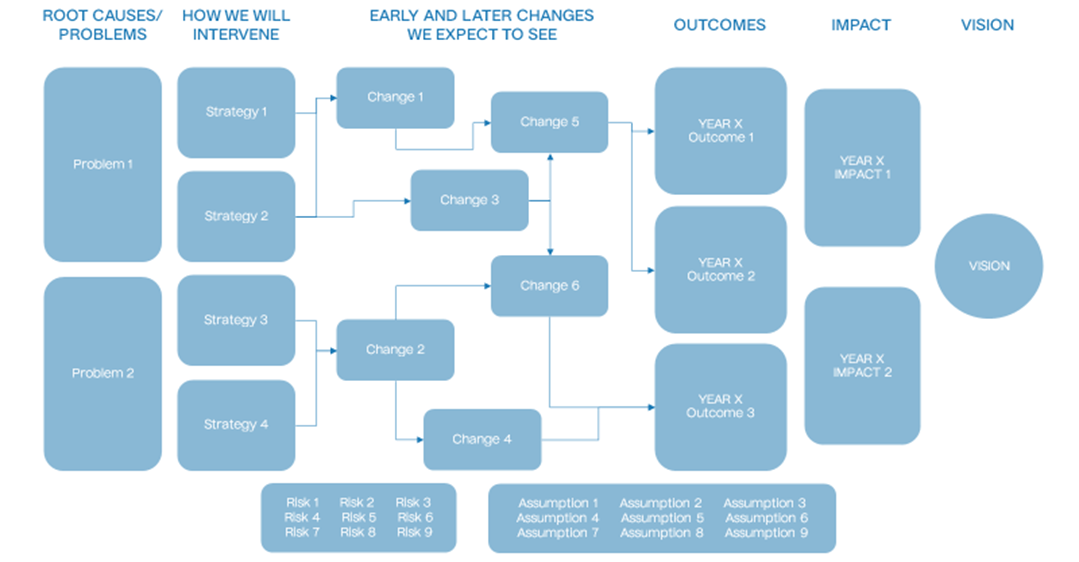 ROOT CAUSES/
PROBLEMS
HOW WE WILL
INTERVENE
EARLY AND LATER CHANGES
WE EXPECT TO SEE
OUTCOMES
IMPACT
VISION
Problem 1
Problem 2
Strategy 1
Strategy 2
Strategy 3
Strategy 4
Change 1
Change 5
Change 3
Change 6
Change 2
Change 4
YEAR X
Outcome 1
YEAR X
Outcome 2
YEAR X
Outcome 3
YEAR X
IMPACT 1
YEAR X
IMPACT 2
VISION
Risk 1 Risk 2 Risk 3
Risk 4 Risk 5 Risk 6
Risk 7 Risk 8 Risk 9
Assumption 1 Assumption 2 Assumption 3
Assumption 4 Assumption 5 Assumption 6
Assumption 7 Assumption 8 Assumption 9